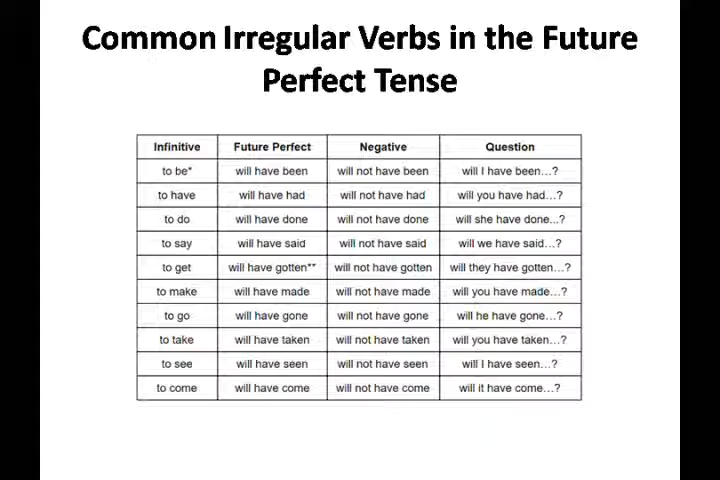 Common Irregular Verbs in the Future
Perfect Tense
Infinitive Future Perfect Negative Question
to be* will have been will not have been will I have been...?
to have will have had will not have had will you have had...?
to do will have done will not have done will she have done...?
to say will have said will not have said will we have said...?
to get will have gotten** will not have gotten will they have gotten...?
to make will have made will not have made will you have made...?
to go will have gone will not have gone will he have gone...?
to take will have taken will not have taken will you have taken...?
to see will have seen will not have seen will I have seen...?
to come will have come will not have come will it have come...?